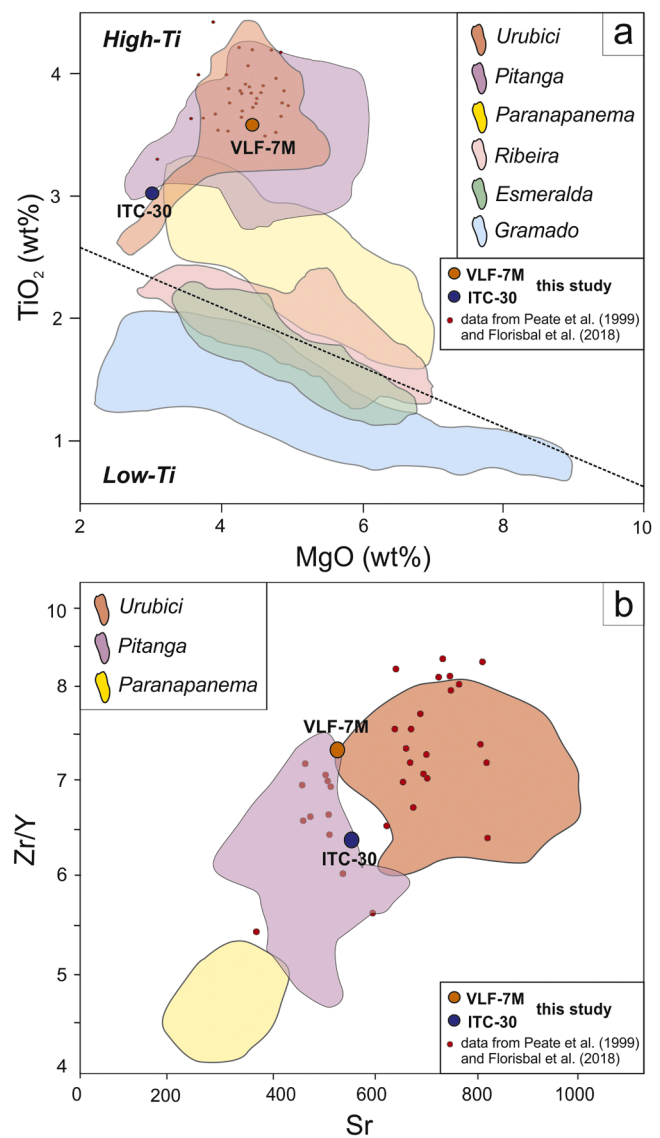 High-Ti
a
Urubici
Pitanga
Paranapanema
Ribeira
Esmeralda
Gramado
VLF-7M
ITC-30
VLF-7M
ITC-30
this study
data from Peate et al. (1999)
and Florisbal et al. (2018)
Low-Ti
4
3
2
1
TiO2 (wt%)
2 4 6 8 10
MgO (wt%)
b
Urubici
Pitanga
Paranapanema
VLF-7M
ITC-30
VLF-7M
ITC-30
this study
data from Peate et al. (1999)
and Florisbal et al. (2018)
10
8
7
6
5
4
Zr/Y
0 200 400 600 800 1000
Sr